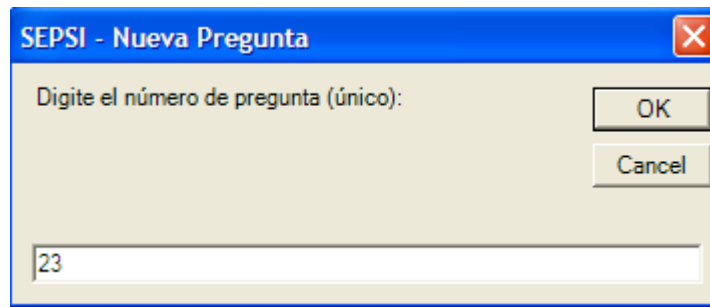 SEPSI - Nueva Pregunta
Digite el número de pregunta (único):
OK
Cancel
23